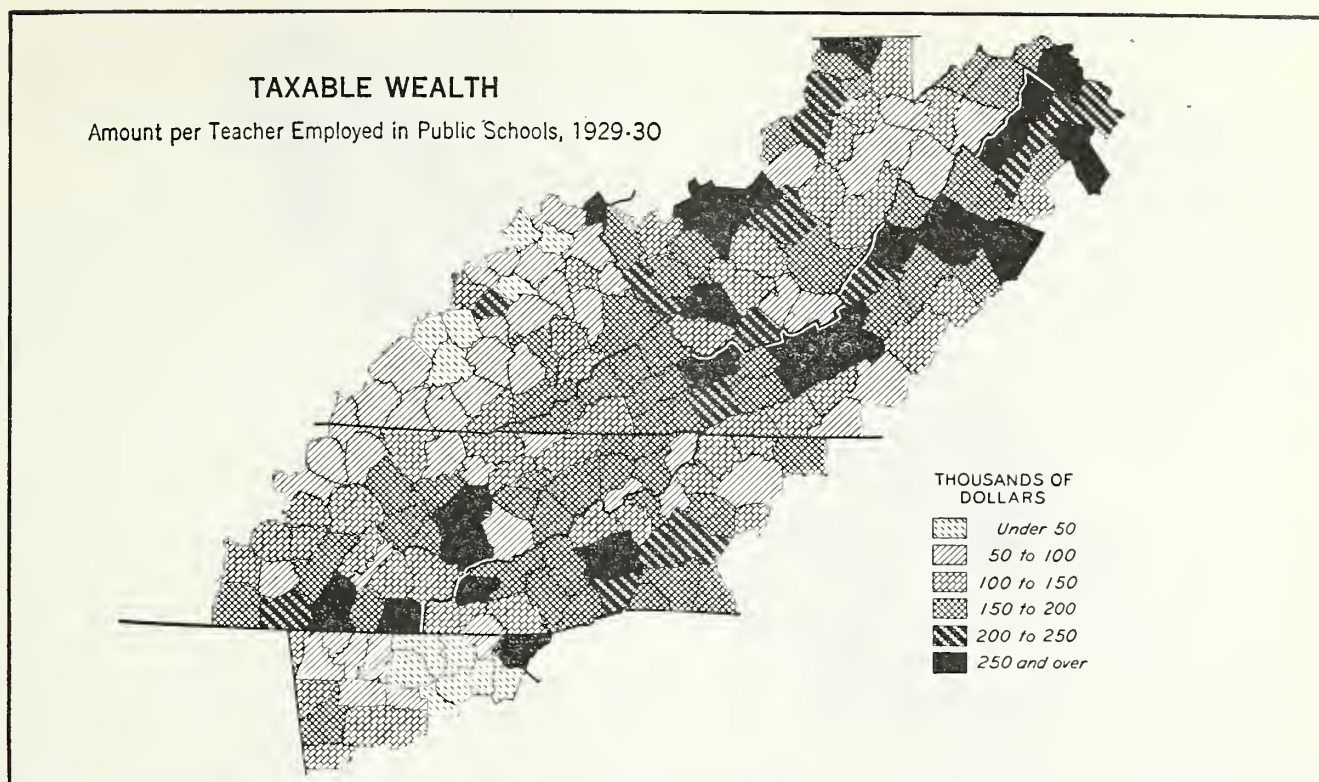 TAXABLE WEALTH
Amount per Teacher Employed in Public Schools, 1929-30
THOUSANDS OF
DOLLARS
Under 50
50 to 100
100 to 150
150 to 200
200 to 250
250 and over